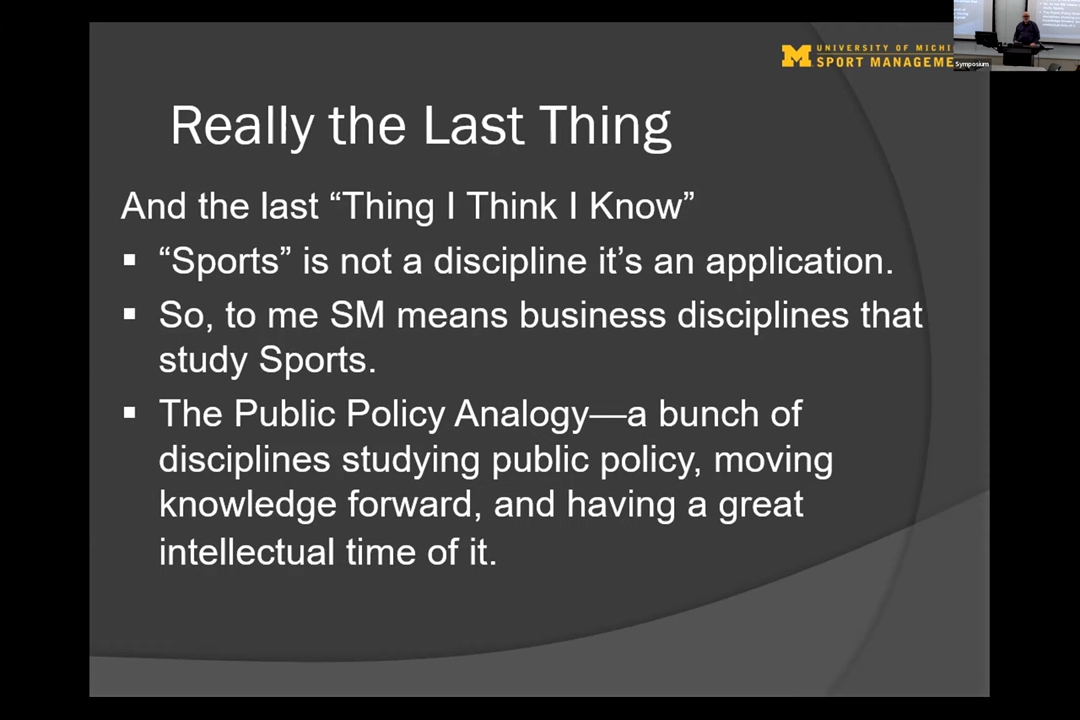 UNIVERSITY OF MICHI
SPORT MANAGEME
Symposium
Really the Last Thing
And the last “Thing I Think I Know”
▪ “Sports” is not a discipline it’s an application.
▪ So, to me SM means business disciplines that
study Sports.
▪ The Public Policy Analogy—a bunch of
disciplines studying public policy, moving
knowledge forward, and having a great
intellectual time of it.